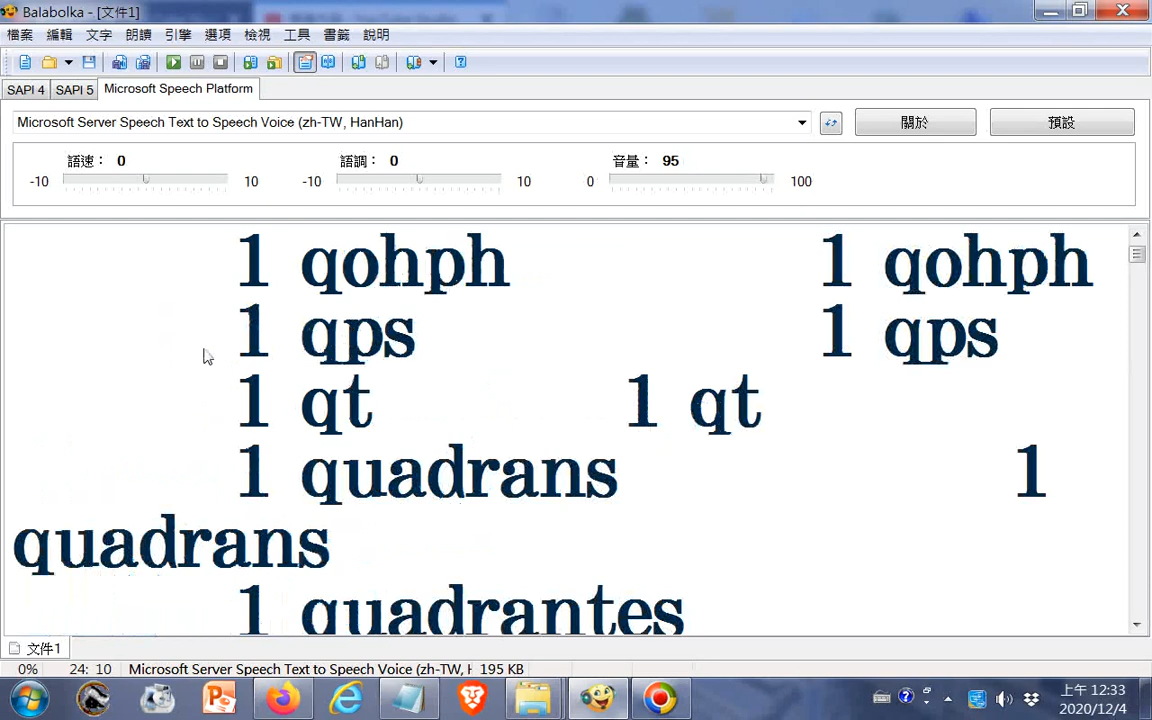 Balabolka - [文件1]
檔案 編輯 文字 朗讀 引擎 選項 檢視 工具 書籤 說明
SAPI 4 SAPI 5 Microsoft Speech Platform
Microsoft Server Speech Text to Speech Voice (zh-TW, HanHan) 關於 預設
語速： 0 語調： 0 音量： 95
-10 10 -10 10 0 100
1 qohph 1 qohph
1 qps 1 qps
1 qt 1 qt
1 quadrans 1
quadrans
1 quadrantes
文件1
0% 24: 10 Microsoft Server Speech Text to Speech Voice (zh-TW, H 195 KB
上午 12:33
2020/12/4